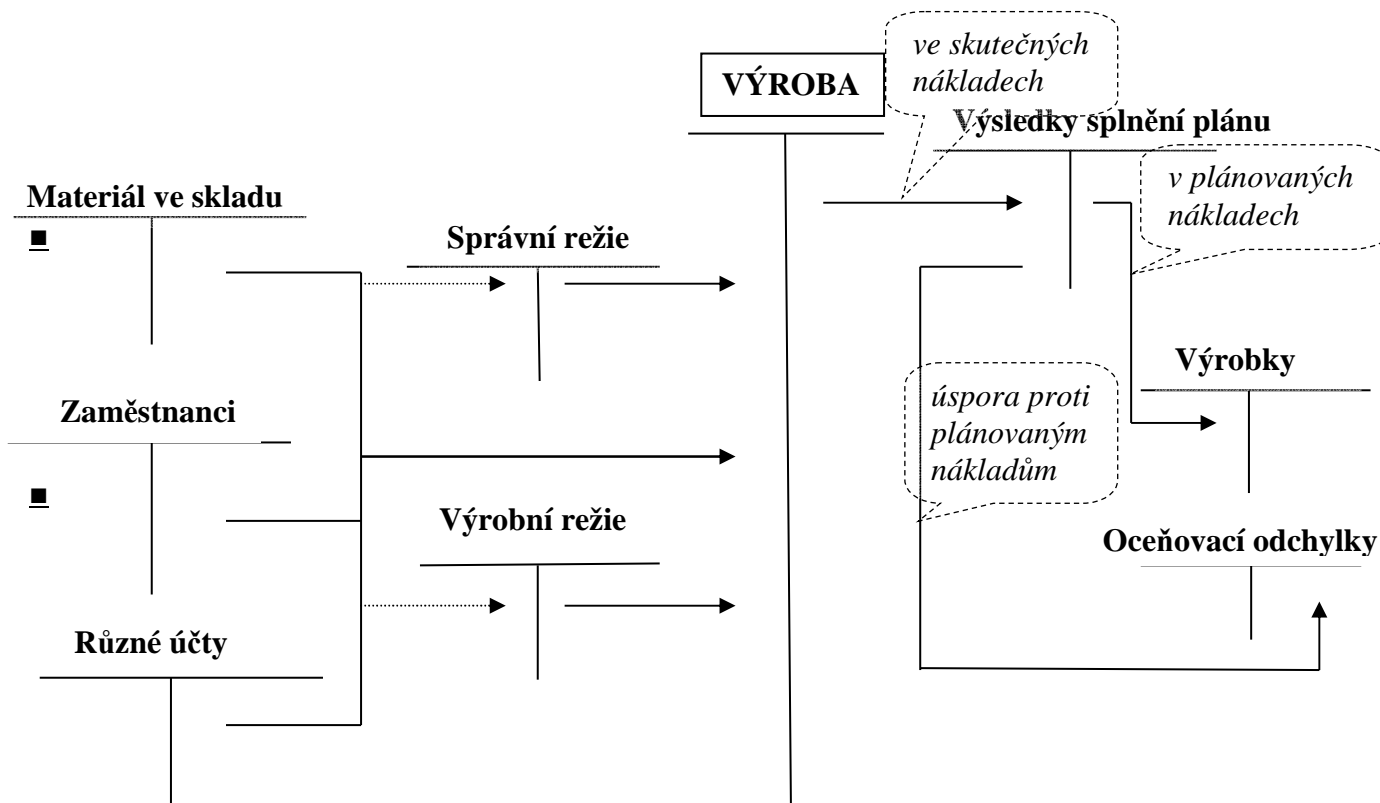 ve skutečných
nákladech
VÝROBA
Výsledky splnění plánu
v plánovaných
nákladech
Materiál ve skladu
Správní režie
Výrobky
Zaměstnanci
úspora proti
plánovaným
nákladům
Výrobní režie
Oceňovací odchylky
Různé účty